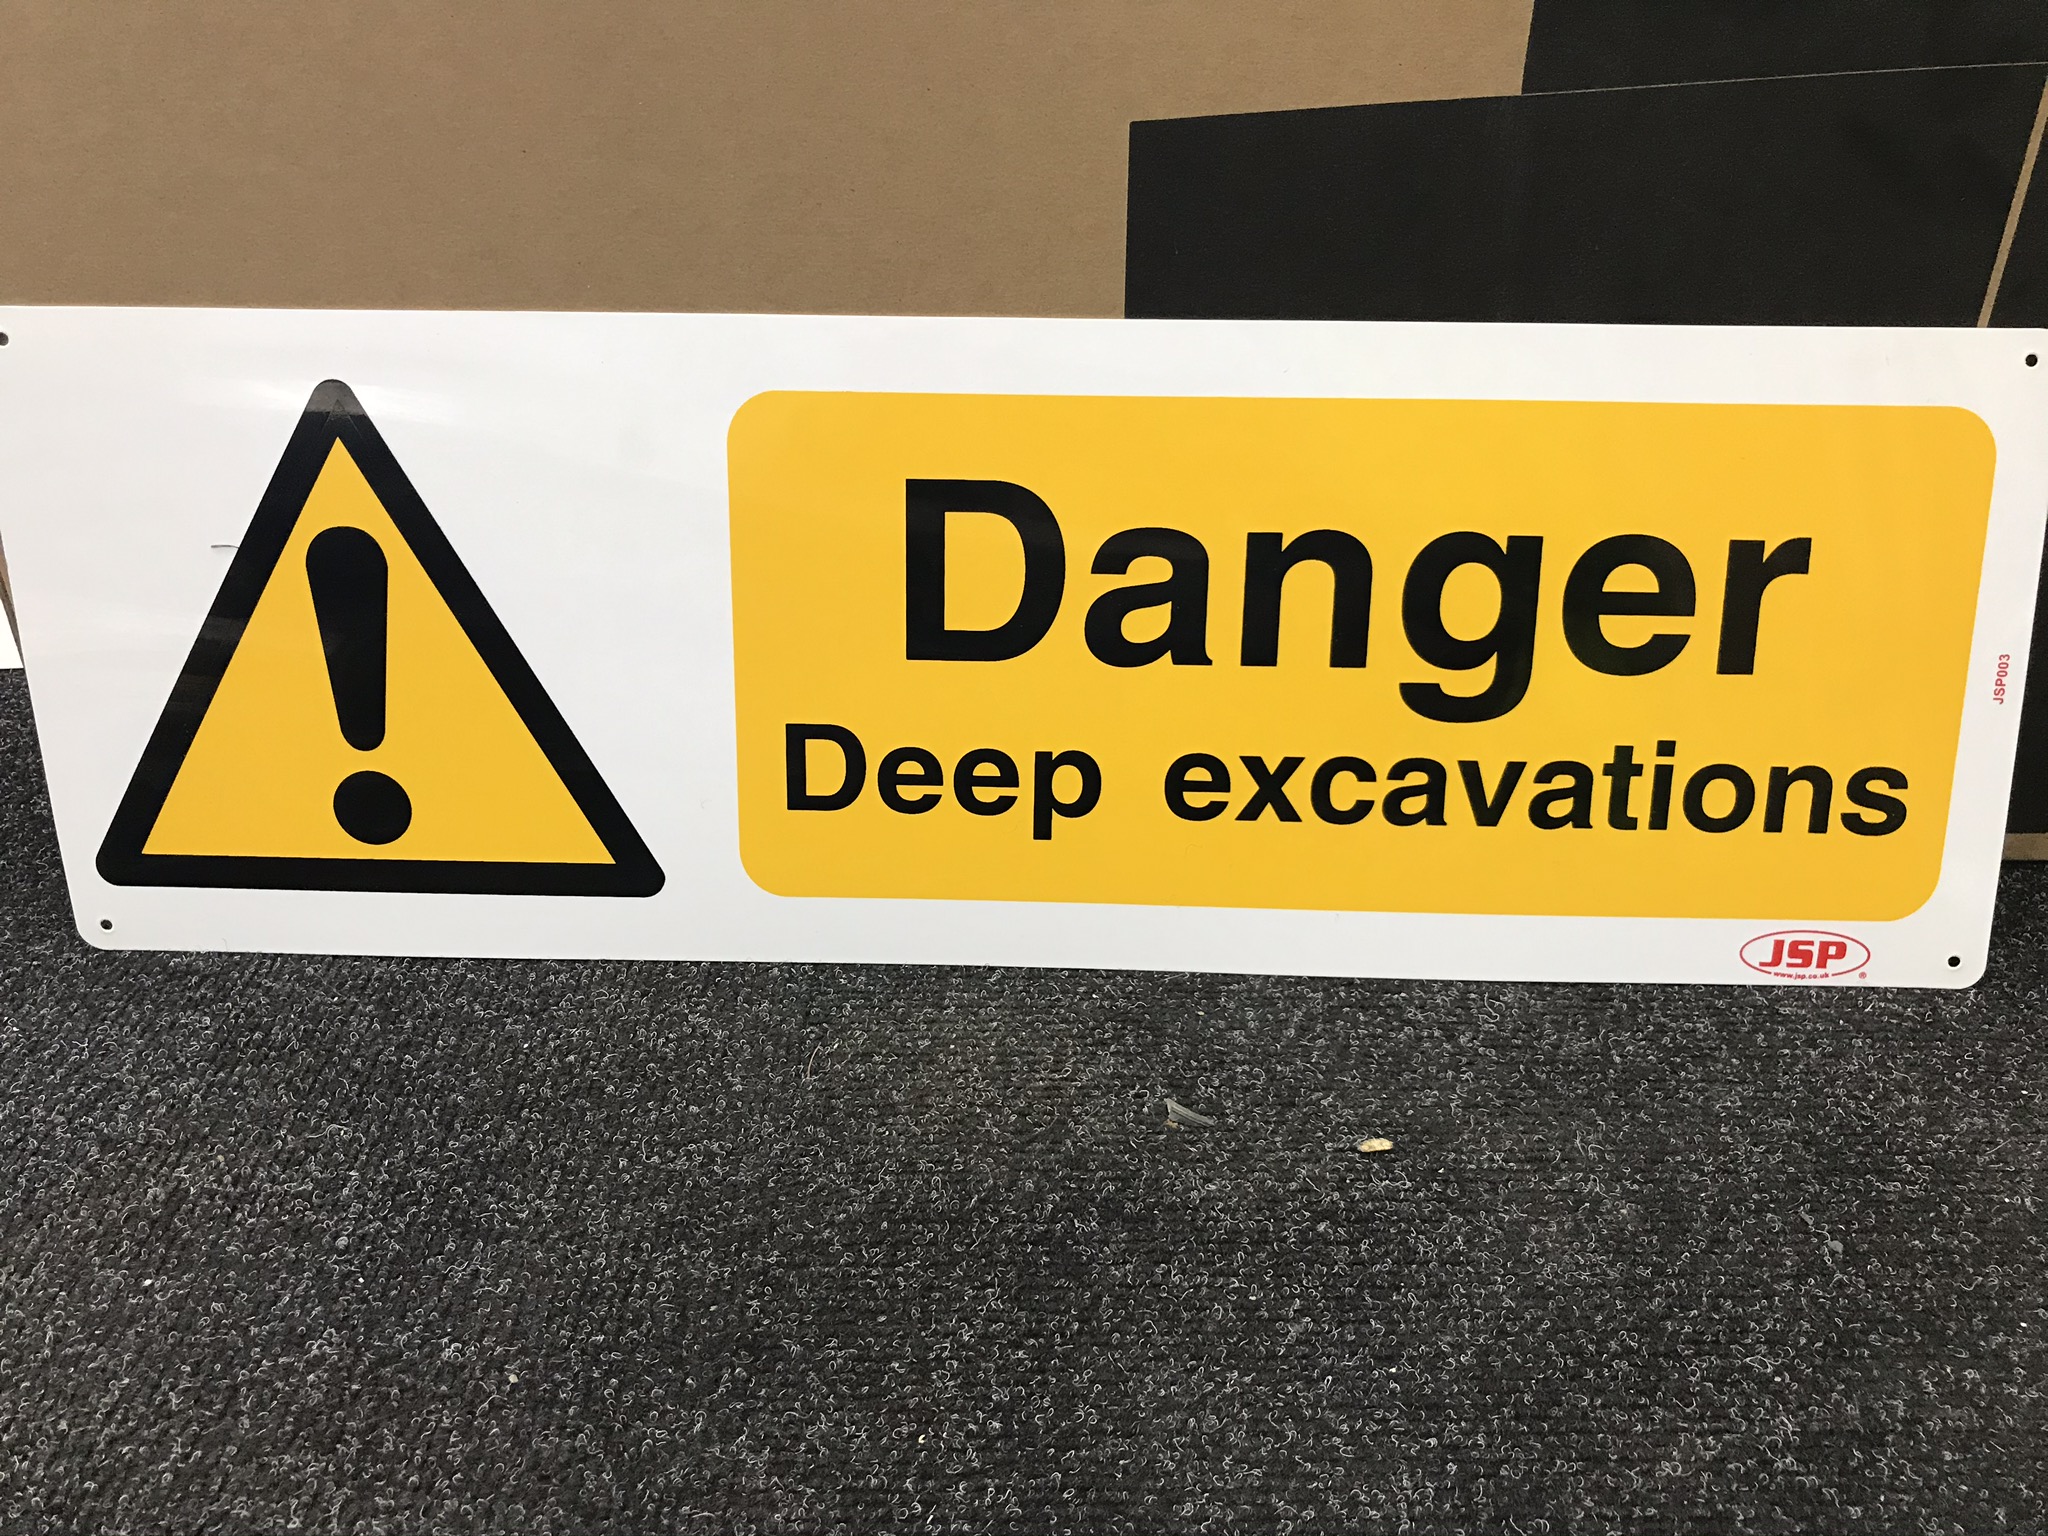 Danger
Deep excavations
JSP003
JSP
www.jsp.co.uk
®